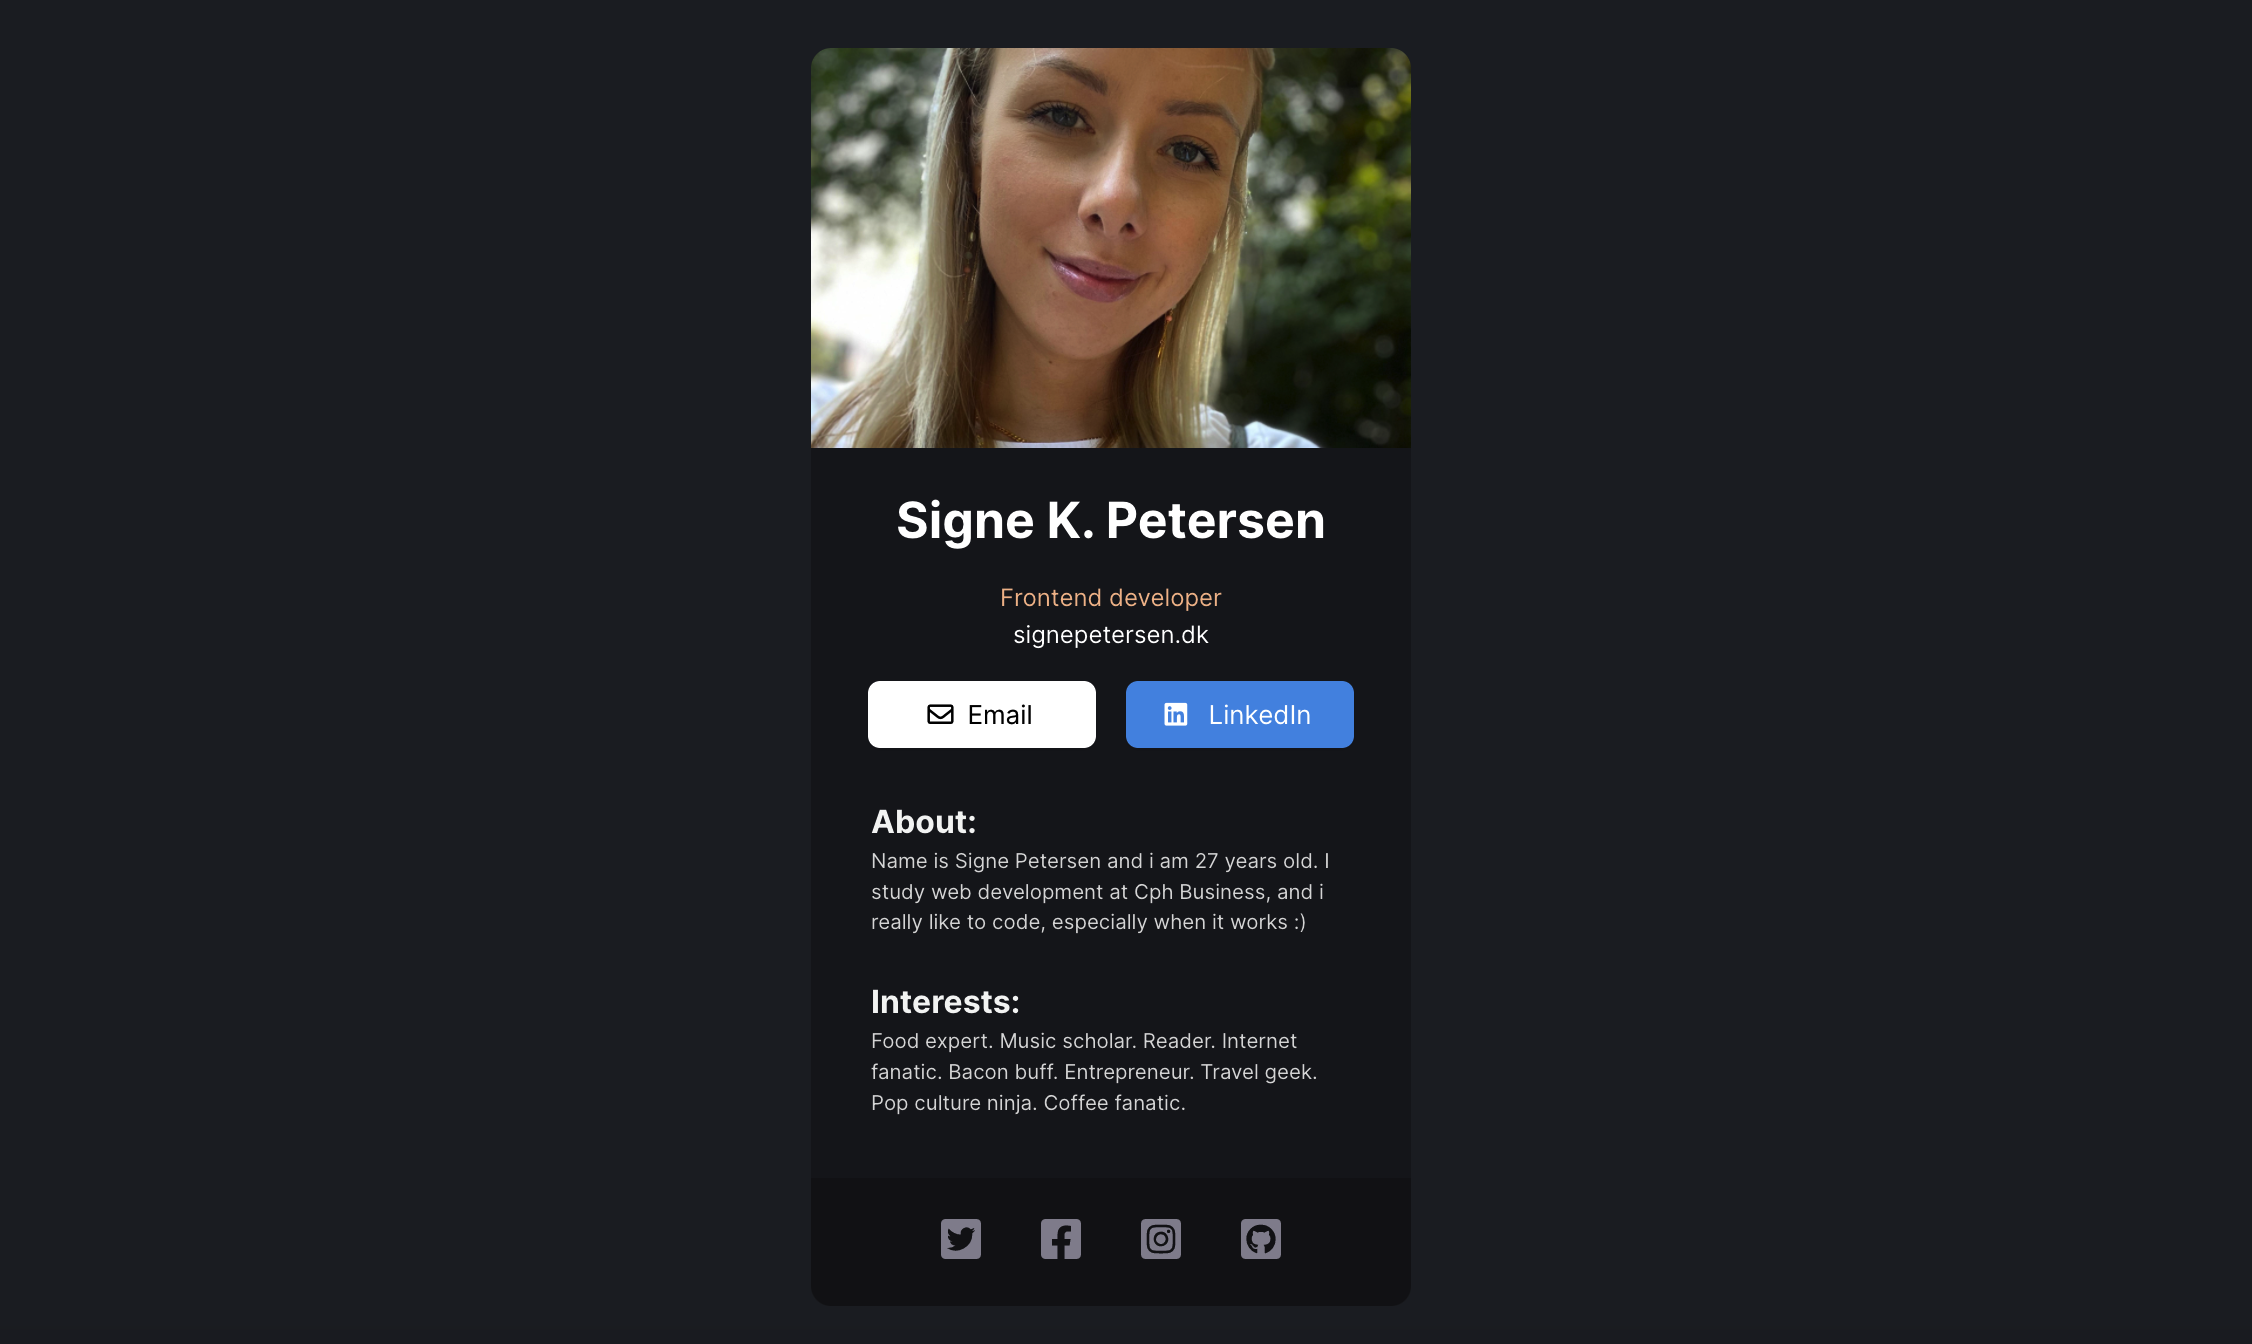 Signe K. Petersen
Frontend developer
signepetersen.dk
Email
LinkedIn
About:
Name is Signe Petersen and i am 27 years old. I
study web development at Cph Business, and i
really like to code, especially when it works :)
Interests:
Food expert. Music scholar. Reader. Internet
fanatic. Bacon buff. Entrepreneur. Travel geek.
Pop culture ninja. Coffee fanatic.